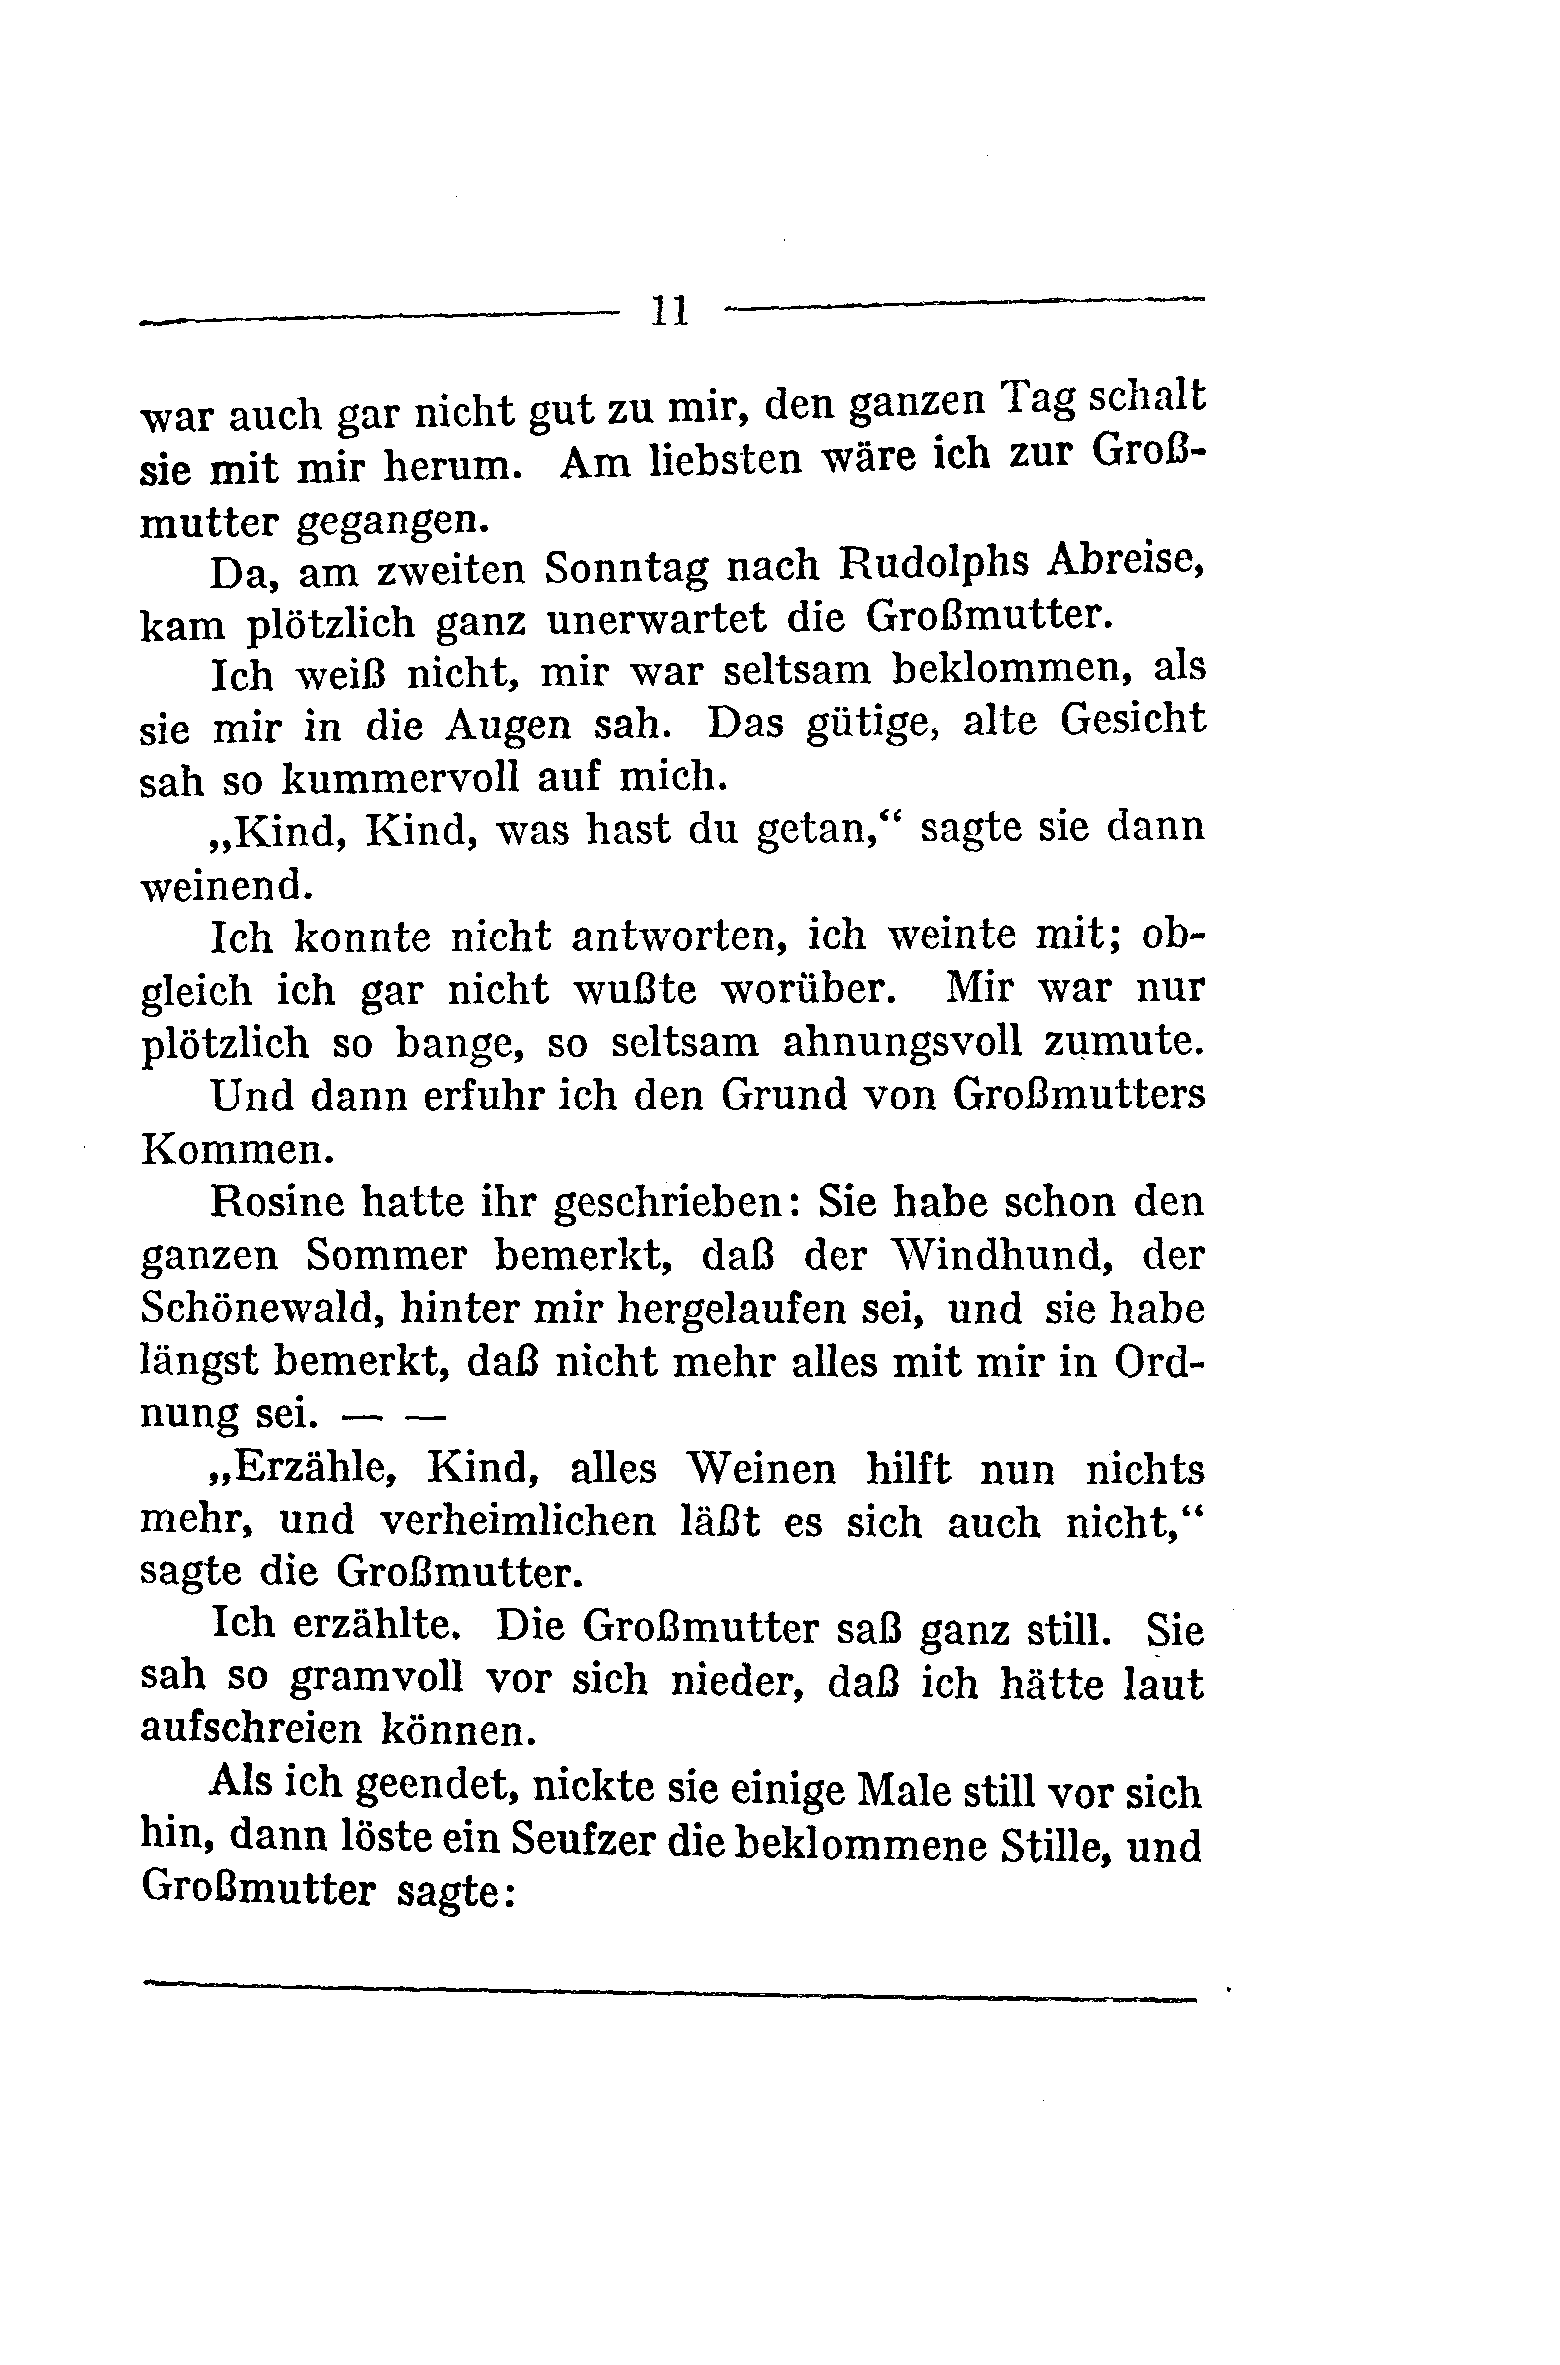 11
war auch gar nicht gut zu mir, den ganzen Tag schalt
sie mit mir herum. Am liebsten wäre ich zur Groß-
mutter gegangen.
Da, am zweiten Sonntag nach Rudolphs Abreise,
kam plötzlich ganz unerwartet die Großmutter.
Ich weiß nicht, mir war seltsam beklommen, als
sie mir in die Augen sah. Das gütige, alte Gesicht
sah so kummervoll auf mich.
„Kind, Kind, was hast du getan,“ sagte sie dann
weinend.
Ich konnte nicht antworten, ich weinte mit; ob-
gleich ich gar nicht wußte worüber. Mir war nur
plötzlich so bange, so seltsam ahnungsvoll zumute.
Und dann erfuhr ich den Grund von Großmutters
Kommen.
Rosine hatte ihr geschrieben: Sie habe schon den
ganzen Sommer bemerkt, daß der Windhund, der
Schönewald, hinter mir hergelaufen sei, und sie habe
längst bemerkt, daß nicht mehr alles mit mir in Ord-
nung sei. — —
„Erzähle, Kind, alles Weinen hilft nun nichts
mehr, und verheimlichen läßt es sich auch nicht,“
sagte die Großmutter.
Ich erzählte. Die Großmutter saß ganz still. Sie
sah so gramvoll vor sich nieder, daß ich hätte laut
aufschreien können.
Als ich geendet, nickte sie einige Male still vor sich
hin, dann löste ein Seufzer die beklommene Stille, und
Großmutter sagte: